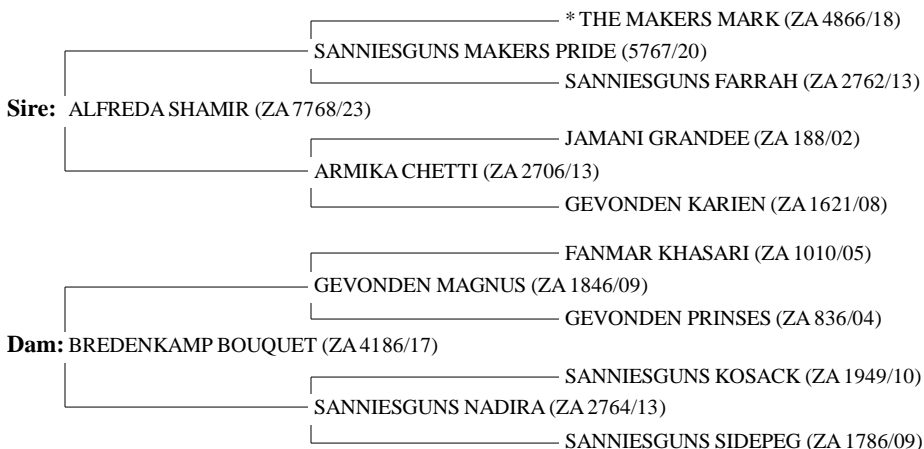 * THE MAKERS MARK (ZA 4866/18)
SANNIESGUNS MAKERS PRIDE (5767/20)
SANNIESGUNS FARRAH (ZA 2762/13)
Sire: ALFREDA SHAMIR (ZA 7768/23)
JAMANI GRANDEE (ZA 188/02)
ARMIKA CHETTI (ZA 2706/13)
GEVONDEN KARIEN (ZA 1621/08)
FANMAR KHASARI (ZA 1010/05)
GEVONDEN MAGNUS (ZA 1846/09)
GEVONDEN PRINSES (ZA 836/04)
Dam: BREDENKAMP BOUQUET (ZA 4186/17)
SANNIESGUNS KOSACK (ZA 1949/10)
SANNIESGUNS NADIRA (ZA 2764/13)
SANNIESGUNS SIDEPEG (ZA 1786/09)